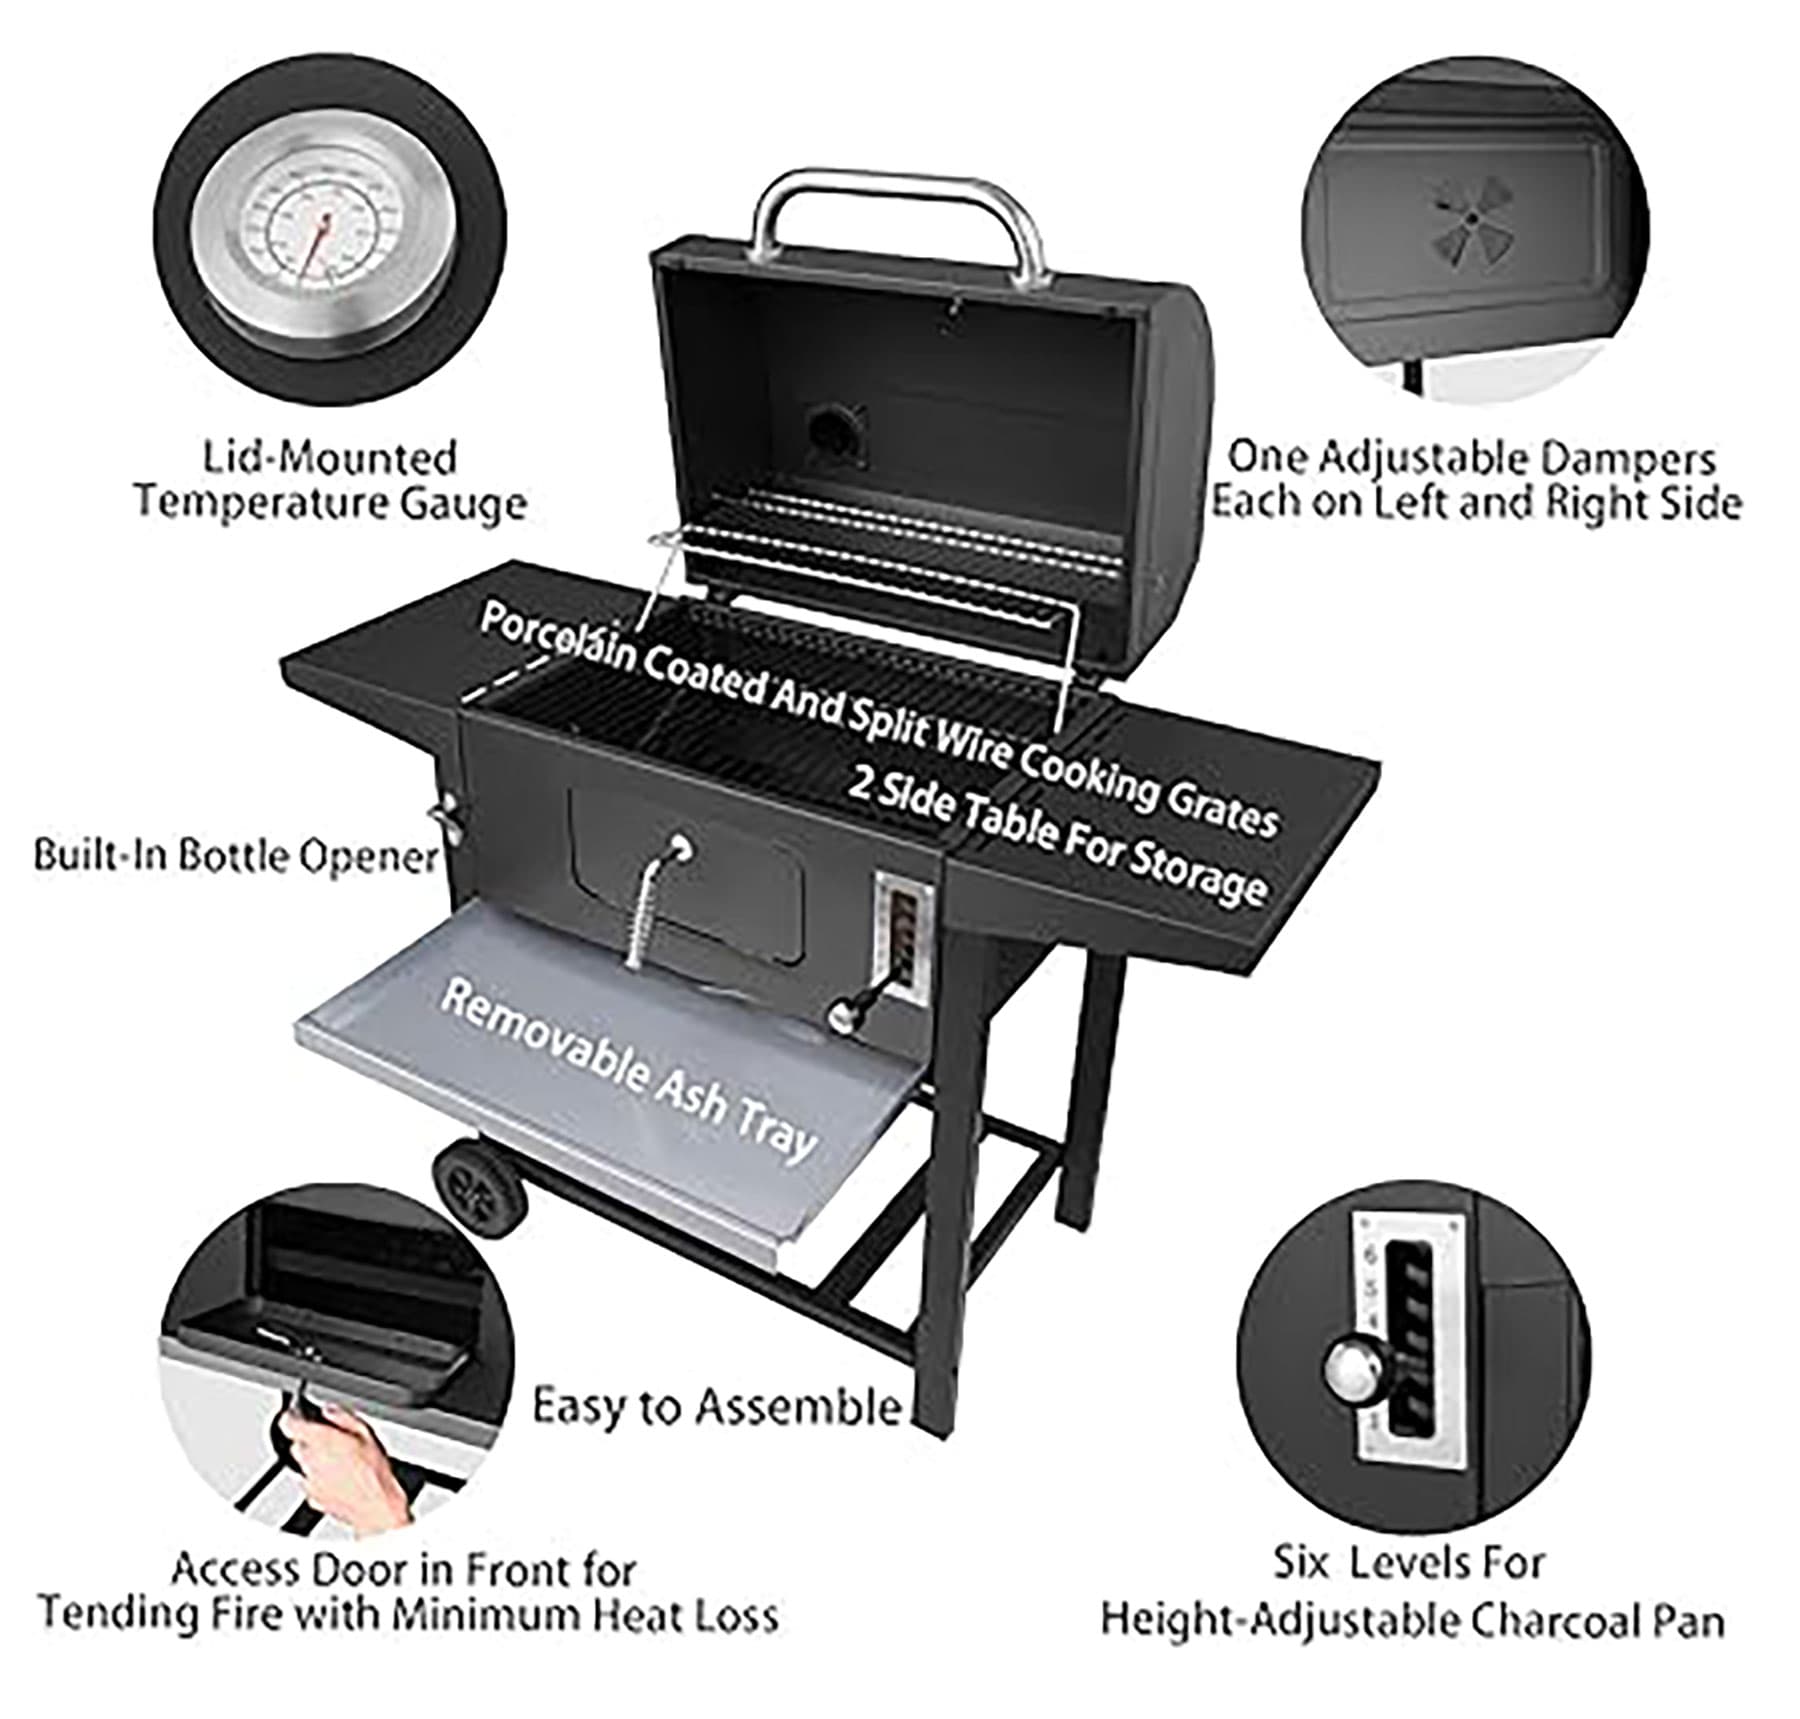 Lid-Mounted
Temperature Gauge
One Adjustable Dampers
Each on Left and Right Side
Porcelain Coated And Split Wire Cooking Grates
2 Side Table For Storage
Built-In Bottle Opener
Removable Ash Tray
Easy to Assemble
Access Door in Front for
Tending Fire with Minimum Heat Loss
Six Levels For
Height-Adjustable Charcoal Pan